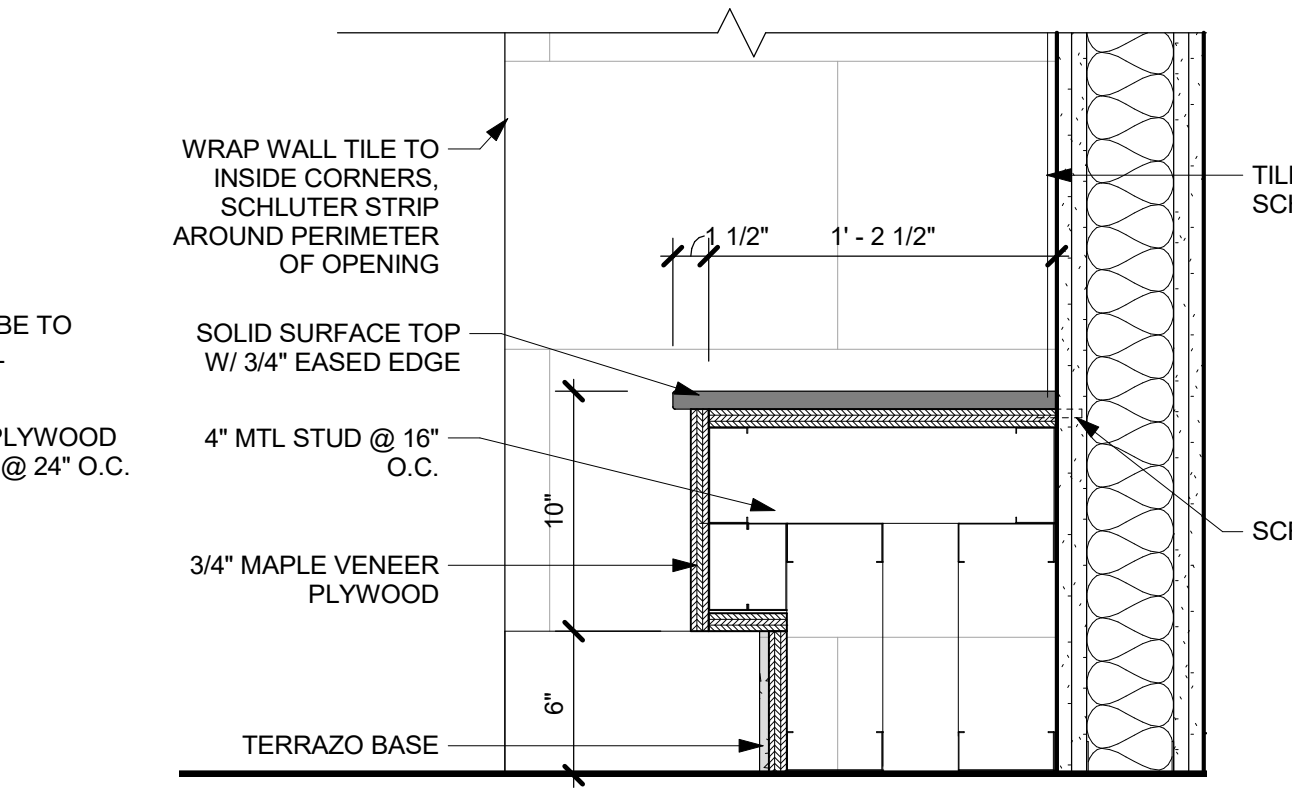 WRAP WALL TILE TO
INSIDE CORNERS,
SCHLUTER STRIP
AROUND PERIMETER
OF OPENING
1 1/2"
1' - 2 1/2"
BE TO
SOLID SURFACE TOP
W/ 3/4" EASED EDGE
PLYWOOD
@ 24" O.C.
4" MTL STUD @ 16"
O.C.
10"
3/4" MAPLE VENEER
PLYWOOD
6"
TERRAZO BASE